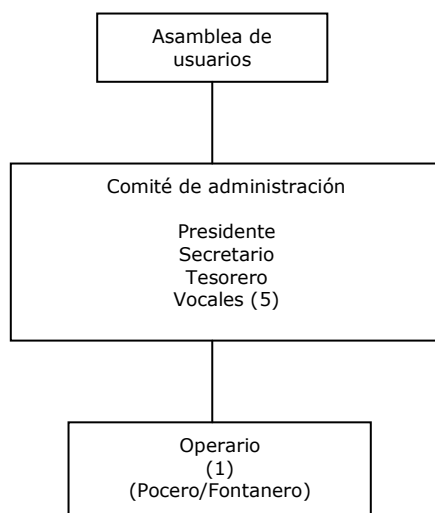 Asamblea de
usuarios
Comité de administración
Presidente
Secretario
Tesorero
Vocales (5)
Operario
(1)
(Pocero/Fontanero)